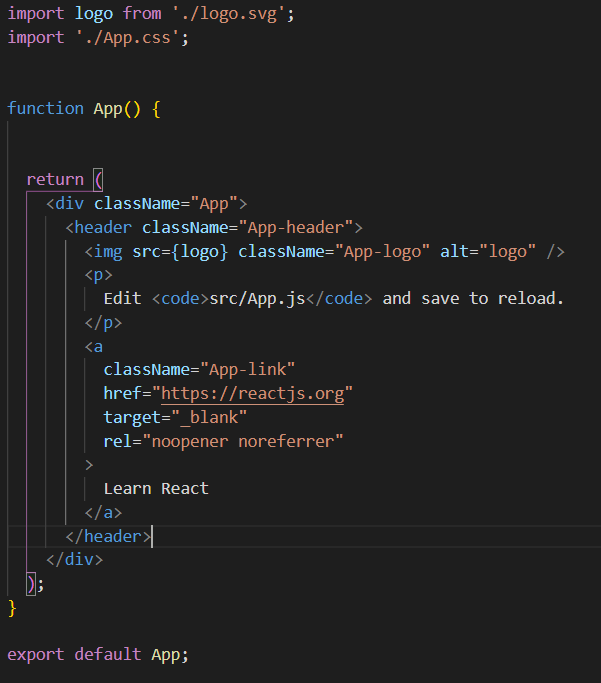 import logo from './logo.svg';
import './App.css';
function App() {
return (
<div className="App">
<header className="App-header">
<img src={logo} className="App-logo" alt="logo" />
<p>
Edit <code>src/App.js</code> and save to reload.
</p>
<a
className="App-link"
href="https://reactjs.org"
target="_blank"
rel="noopener noreferrer"
>
Learn React
</a>
</header>
</div>
);
}
export default App;